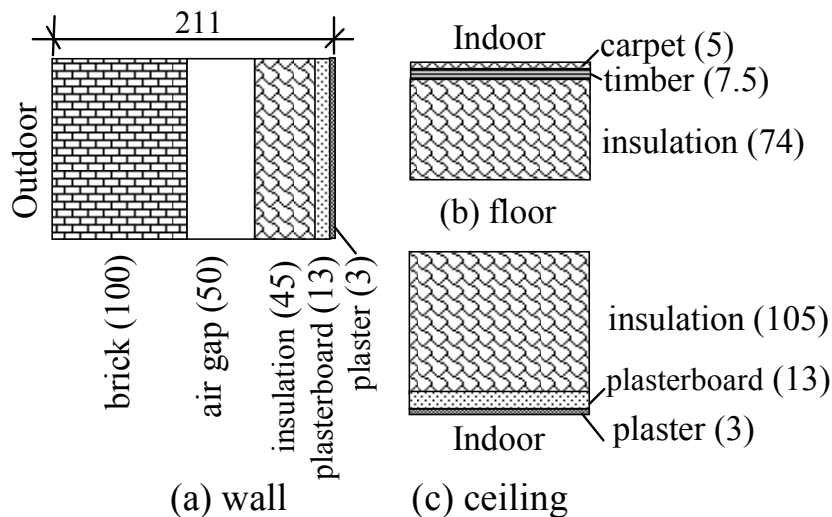 211
Outdoor
brick (100)
air gap (50)
insulation (45)
plasterboard (13)
plaster (3)
(a) wall
Indoor
carpet (5)
timber (7.5)
insulation (74)
(b) floor
insulation (105)
plasterboard (13)
plaster (3)
Indoor
(c) ceiling